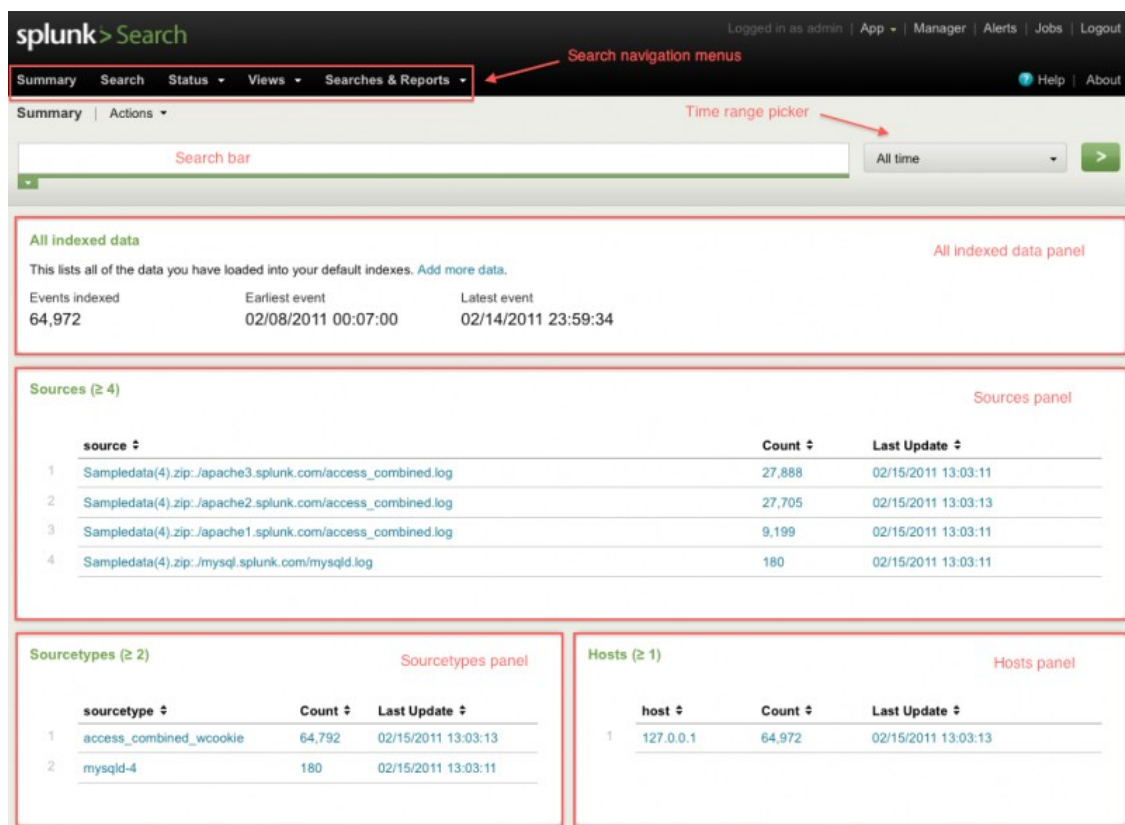 splunk> Search
Logged in as admin | App | Manager | Alerts | Jobs | Logout
Search navigation menus
Summary Search Status Views Searches & Reports
Help | About
Summary | Actions
Time range picker
Search bar
All time
>
All indexed data
All indexed data panel
This lists all of the data you have loaded into your default indexes. Add more data.
Events indexed Earliest event Latest event
64,972 02/08/2011 00:07:00 02/14/2011 23:59:34
Sources (≥ 4)
Sources panel
source Count Last Update
1 Sampledata(4).zip:./apache3.splunk.com/access_combined.log 27,888 02/15/2011 13:03:11
2 Sampledata(4).zip:./apache2.splunk.com/access_combined.log 27,705 02/15/2011 13:03:13
3 Sampledata(4).zip:./apache1.splunk.com/access_combined.log 9,199 02/15/2011 13:03:11
4 Sampledata(4).zip:./mysql.splunk.com/mysqld.log 180 02/15/2011 13:03:11
Sourcetypes (≥ 2)
Sourcetypes panel
sourcetype Count Last Update
1 access_combined_wcookie 64,792 02/15/2011 13:03:13
2 mysqld-4 180 02/15/2011 13:03:11
Hosts (≥ 1)
Hosts panel
host Count Last Update
1 127.0.0.1 64,972 02/15/2011 13:03:13